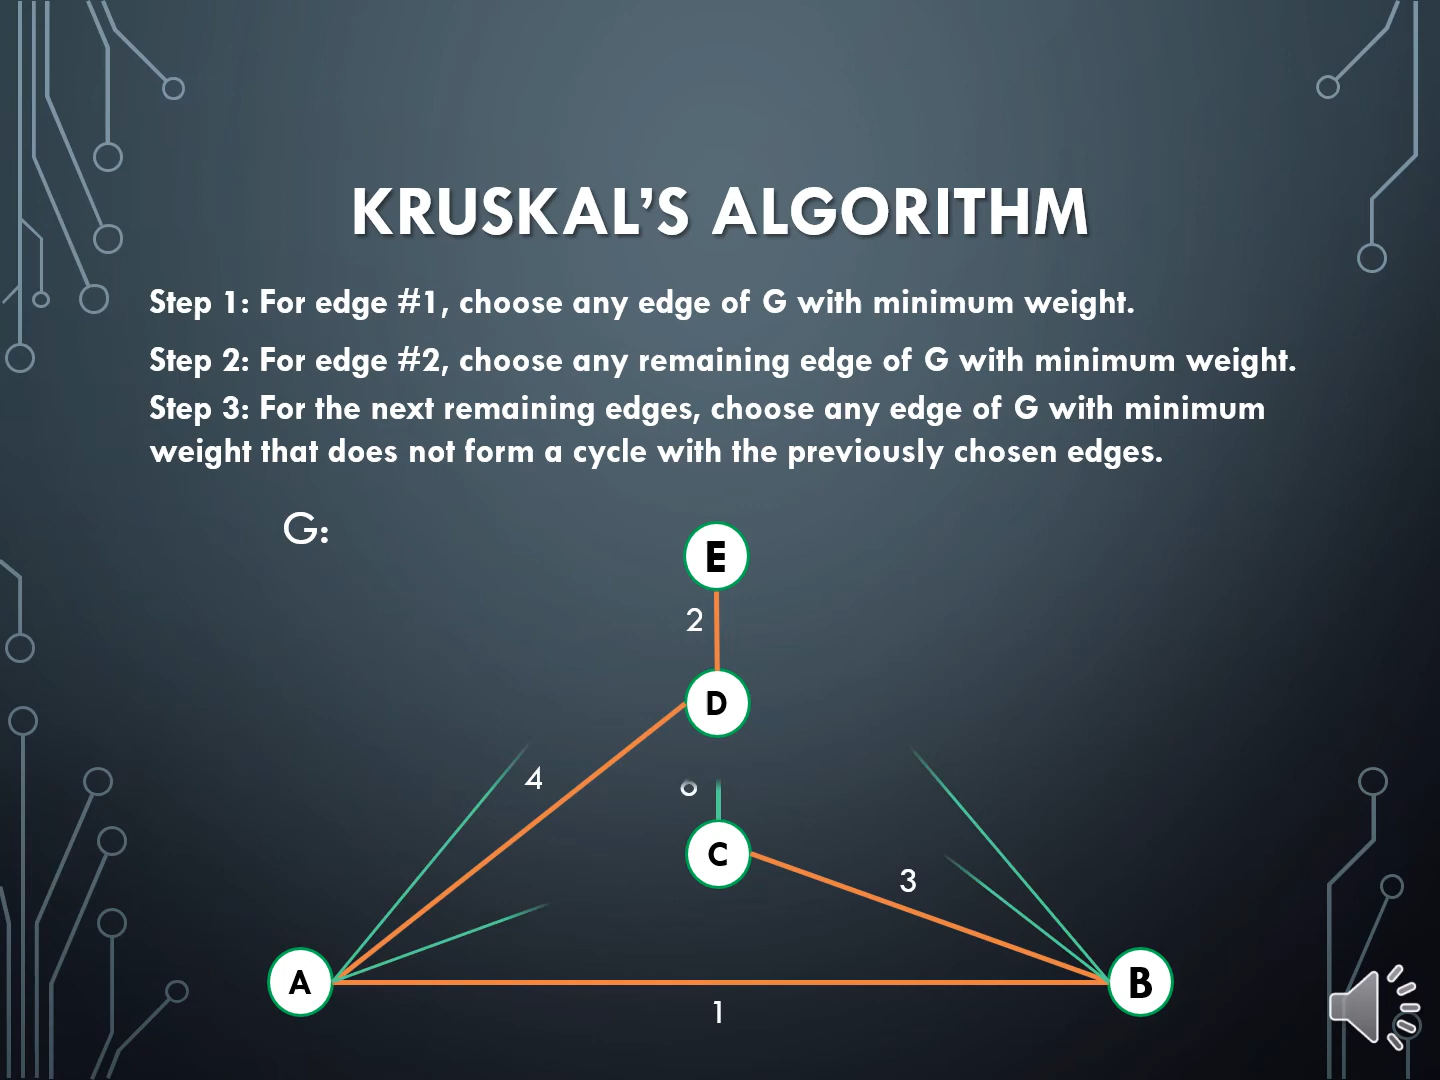 KRUSKAL'S ALGORITHM
Step 1: For edge #1, choose any edge of G with minimum weight.
Step 2: For edge #2, choose any remaining edge of G with minimum weight.
Step 3: For the next remaining edges, choose any edge of G with minimum
weight that does not form a cycle with the previously chosen edges.
G:
E
2
D
4
C
3
A
B
1